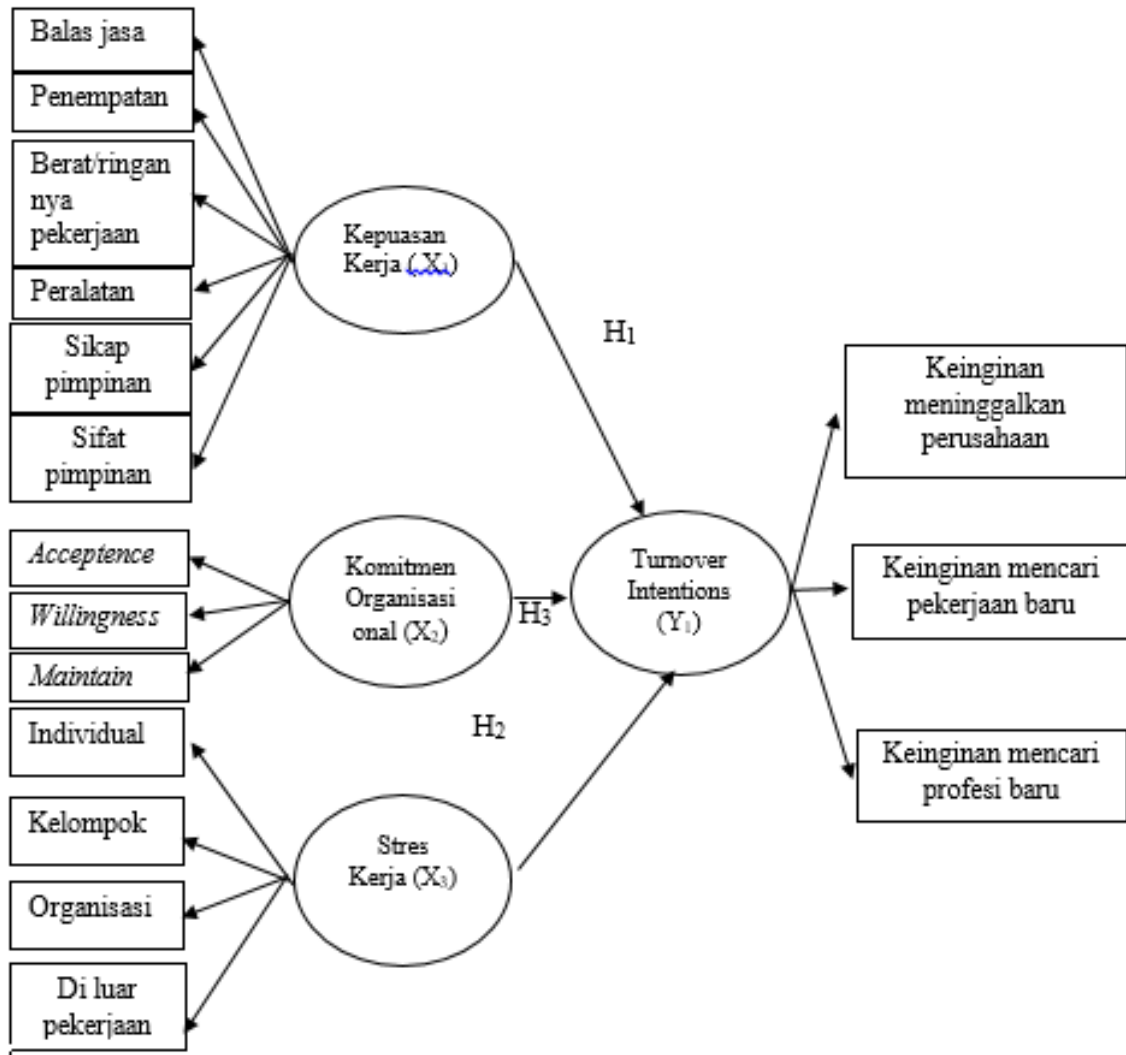 Balas jasa
Penempatan
Berat/ringan
nya
pekerjaan
Peralatan
Sikap
pimpinan
Sifat
pimpinan
Kepuasan
Kerja ( X₁)
H₁
Acceptence
Willingness
Maintain
Komitmen
Organisasi
onal (X₂)
H₃
Turnover
Intentions
(Y₁)
Keinginan
meninggalkan
perusahaan
Keinginan mencari
pekerjaan baru
Keinginan mencari
profesi baru
H₂
Individual
Kelompok
Organisasi
Di luar
pekerjaan
Stres
Kerja (X₃)